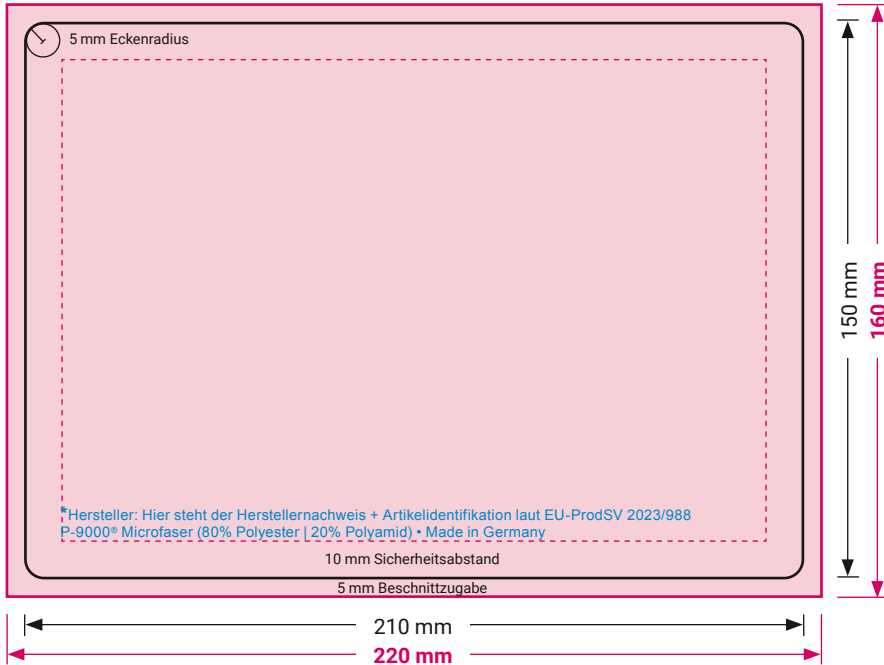 5 mm Eckenradius
*Hersteller: Hier steht der Herstellernachweis + Artikelidentifikation laut EU-ProdSV 2023/988
P-9000® Microfaser (80% Polyester | 20% Polyamid) • Made in Germany
10 mm Sicherheitsabstand
5 mm Beschnittzugabe
150 mm
160 mm
210 mm
220 mm